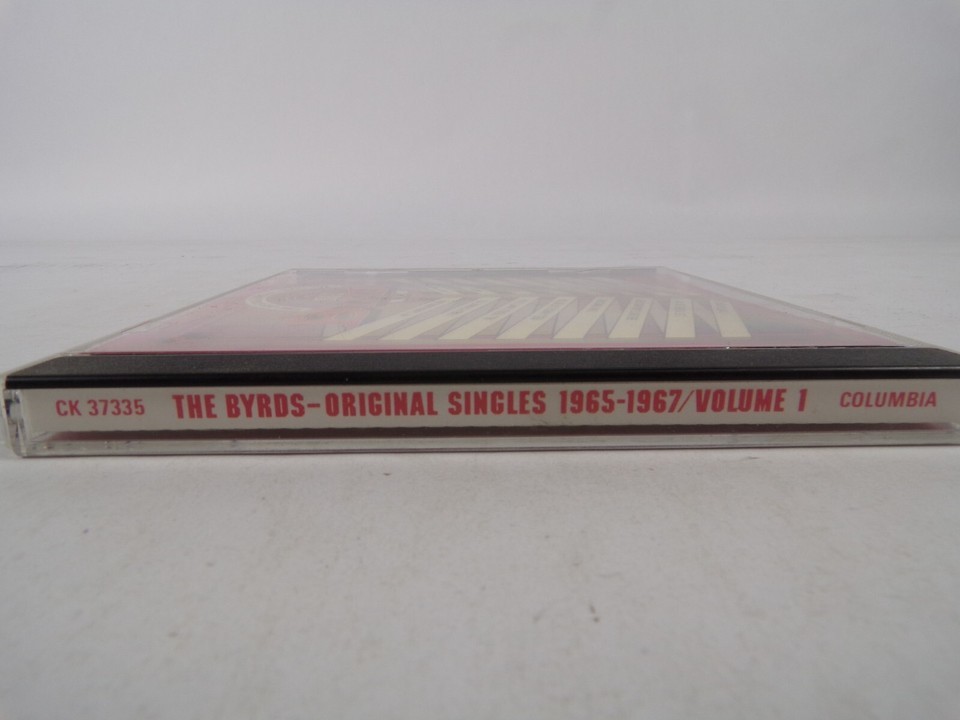 CK 37335 THE BYRDS–ORIGINAL SINGLES 1965-1967/VOLUME 1 COLUMBIA